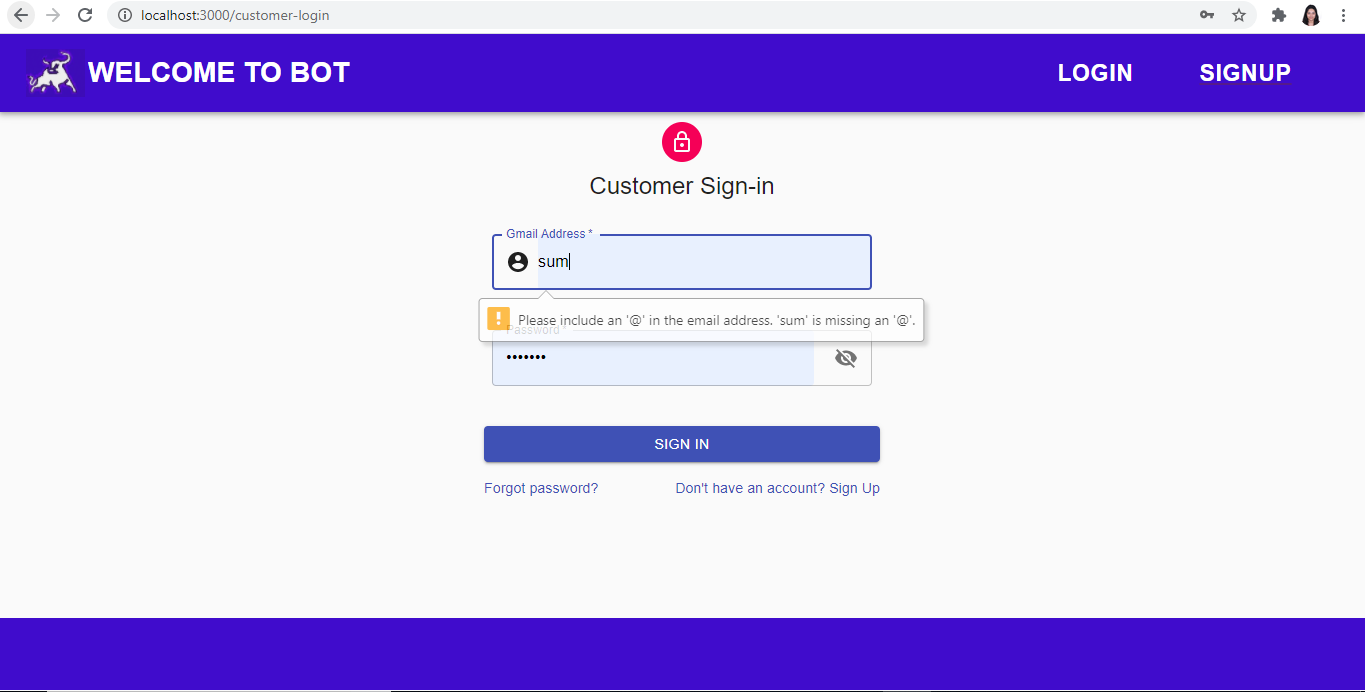 localhost:3000/customer-login
WELCOME TO BOT
LOGIN
SIGNUP
Customer Sign-in
Gmail Address *
sum
Please include an '@' in the email address. 'sum' is missing an '@'.
Password *
•••••••
SIGN IN
Forgot password?
Don't have an account? Sign Up